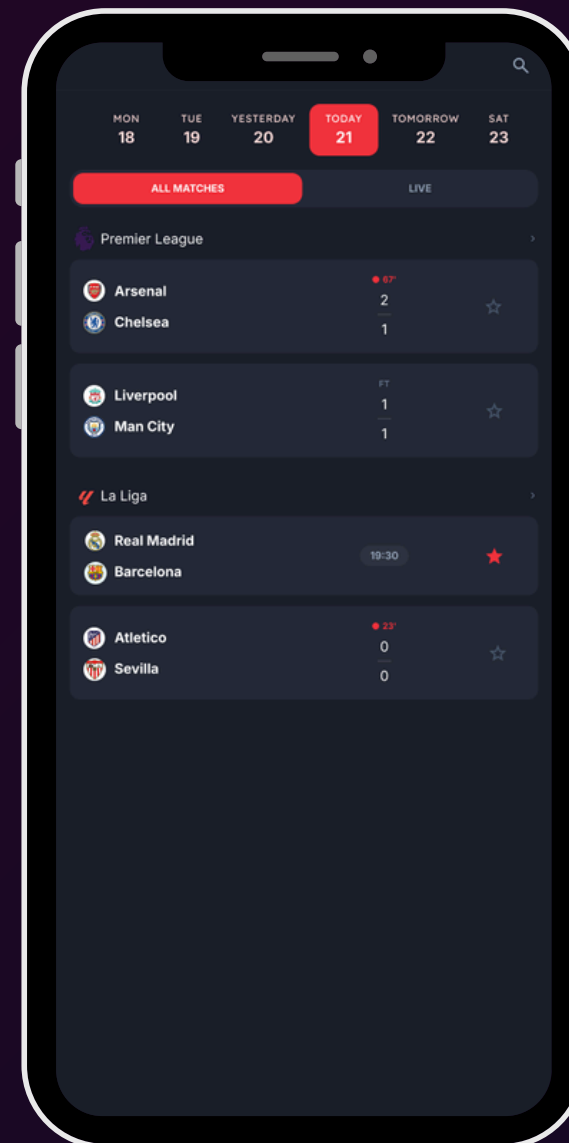 MON TUE YESTERDAY TODAY TOMORROW SAT
18 19 20 21 22 23
ALL MATCHES LIVE
Premier League
67'
Arsenal 2
Chelsea 1
FT
Liverpool 1
Man City 1
La Liga
Real Madrid
19:30
Barcelona
23'
Atletico 0
Sevilla 0